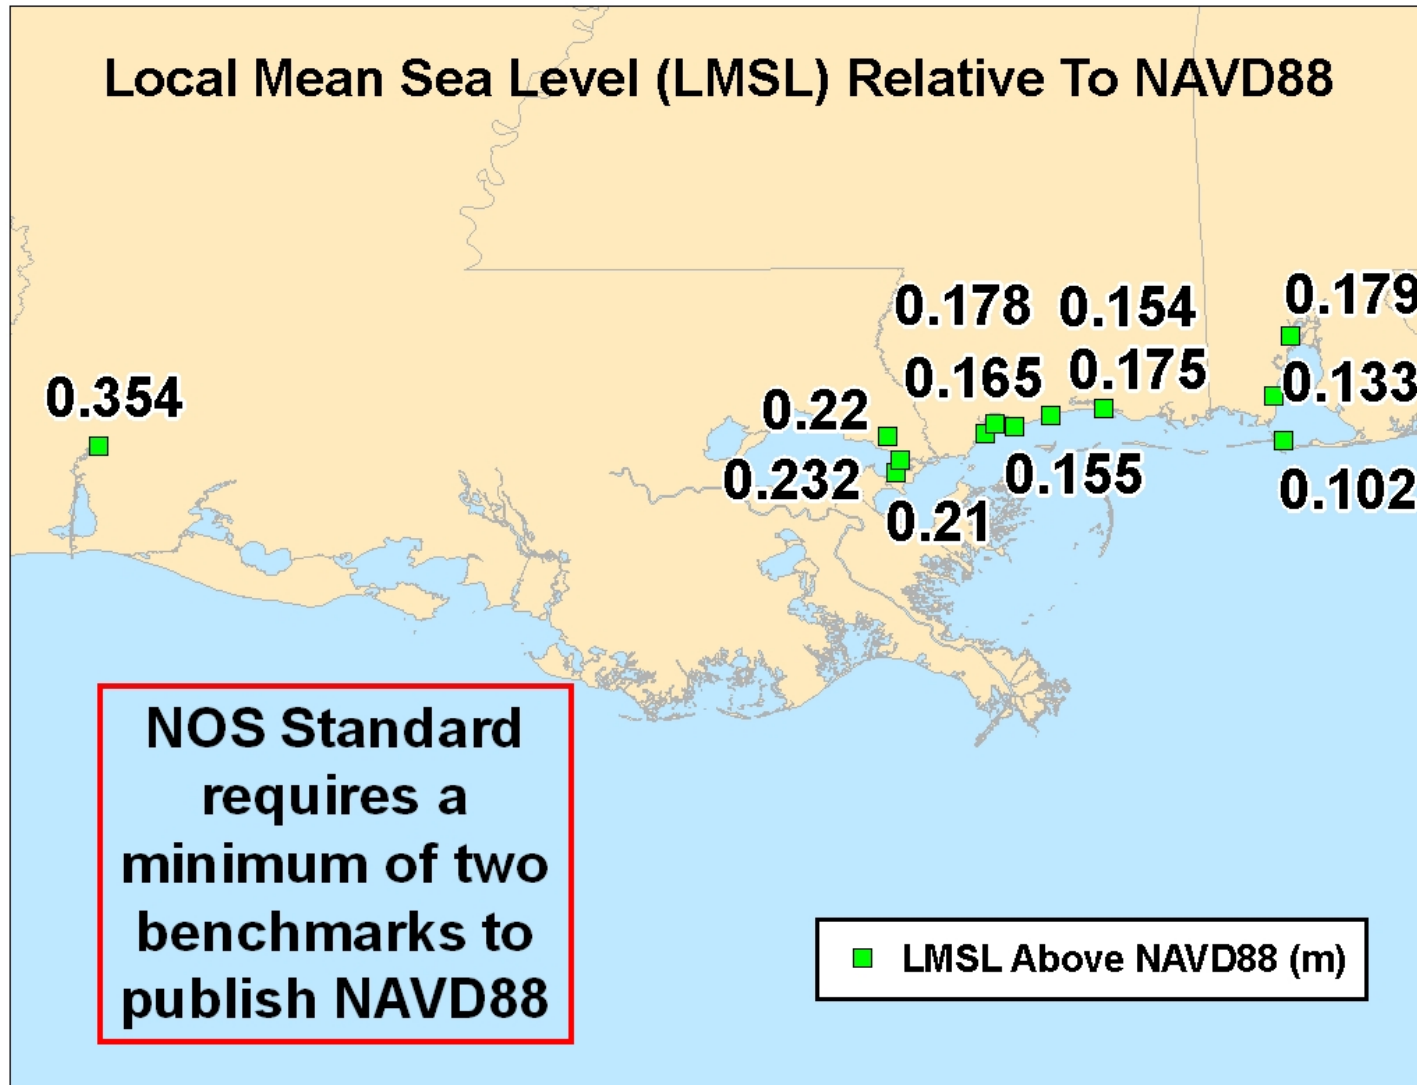 Local Mean Sea Level (LMSL) Relative To NAVD88
0.179
0.178
0.154
0.165
0.175
0.133
0.354
0.22
0.232
0.155
0.102
0.21
NOS Standard
requires a
minimum of two
benchmarks to
publish NAVD88
LMSL Above NAVD88 (m)